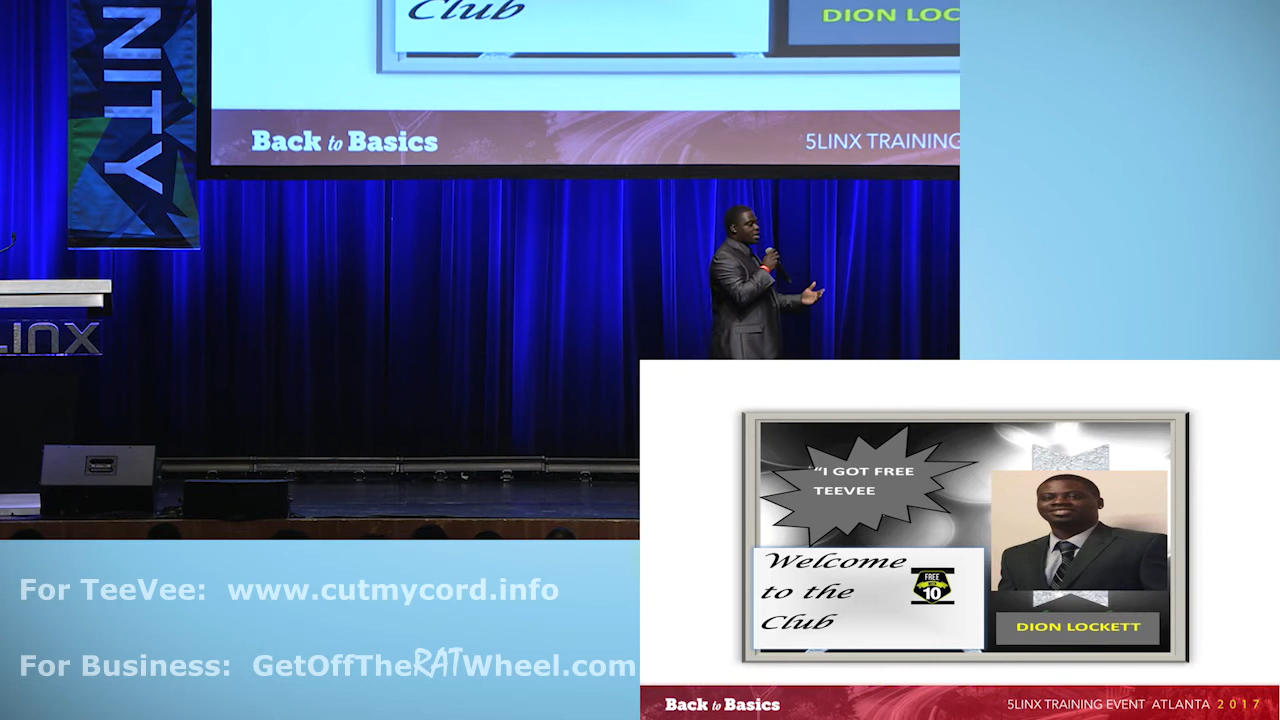 NITY
Club
DION LOC
Back to Basics
5LINX TRAINING
LINX
"I GOT FREE
TEEVEE
Welcome
to the
Club
FREE
10
DION LOCKETT
Back to Basics
5LINX TRAINING EVENT ATLANTA 2017
For TeeVee: www.cutmycord.info
For Business: GetOffTheRATWheel.com